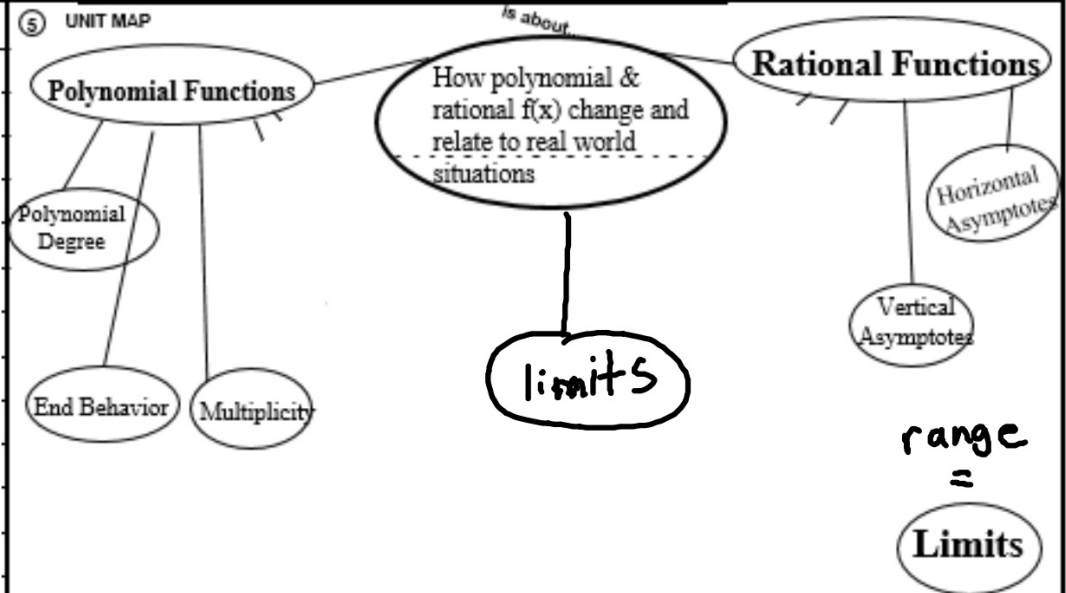 5 UNIT MAP
is about...
Polynomial Functions
How polynomial &
rational f(x) change and
relate to real world
situations
Rational Functions
Polynomial
Degree
Horizontal
Asymptotes
Vertical
Asymptotes
End Behavior
Multiplicity
limits
range
=
Limits